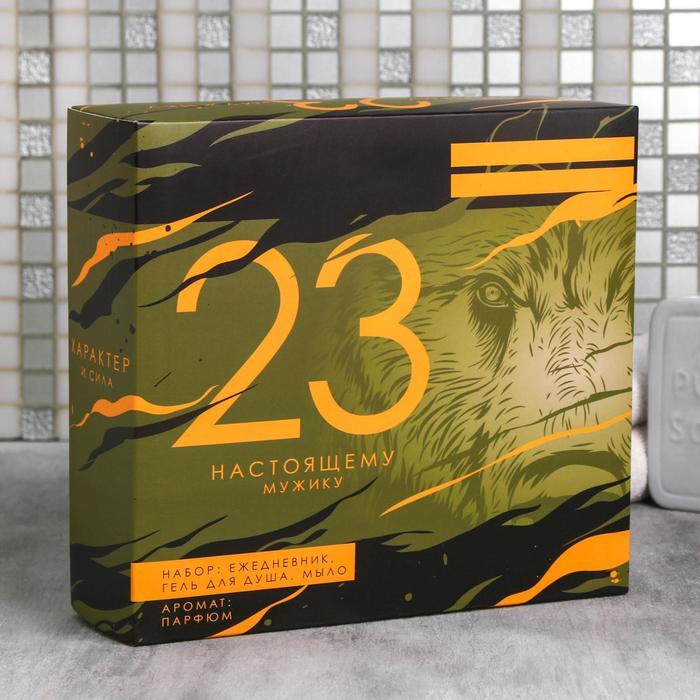 23
НАСТОЯЩЕМУ
МУЖИКУ
НАБОР: ЕЖЕДНЕВНИК,
ГЕЛЬ ДЛЯ ДУША, МЫЛО
АРОМАТ:
ПАРФЮМ
ХАРАКТЕР
И СИЛА